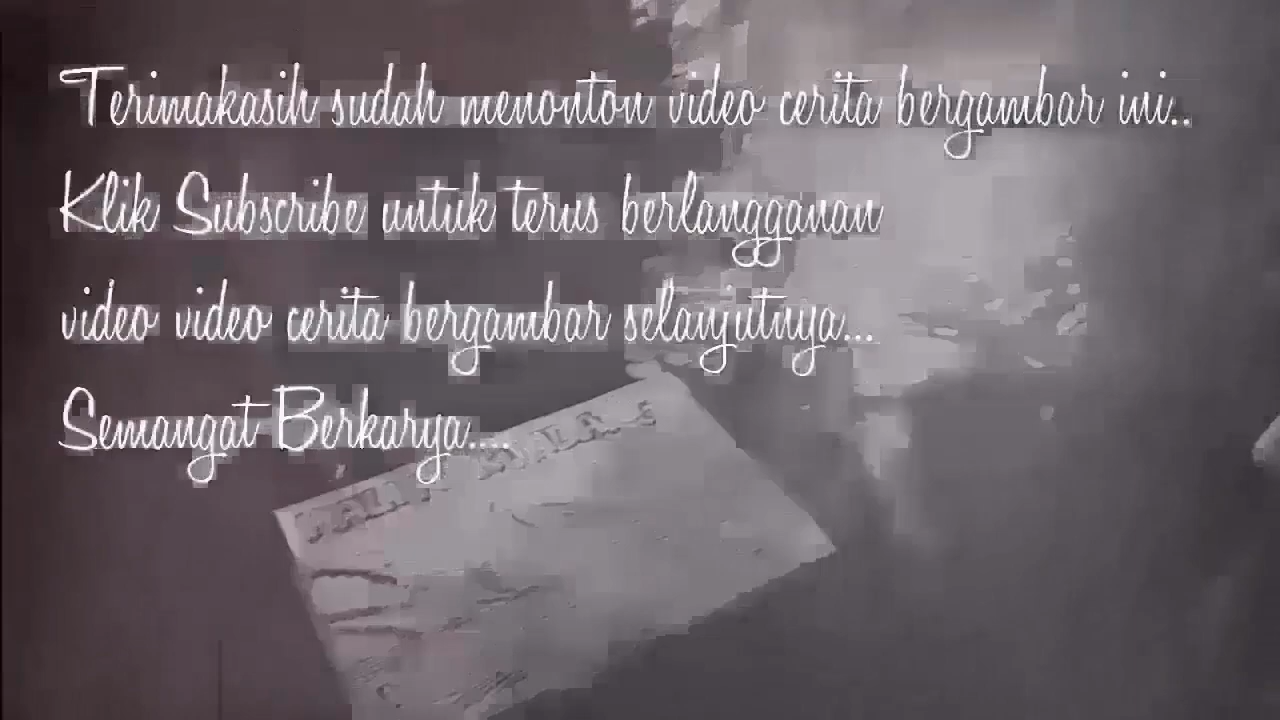 Terimakasih sudah menonton video cerita bergambar ini..
Klik Subscribe untuk terus berlangganan
video video cerita bergambar selanjutnya...
Semangat Berkarya....